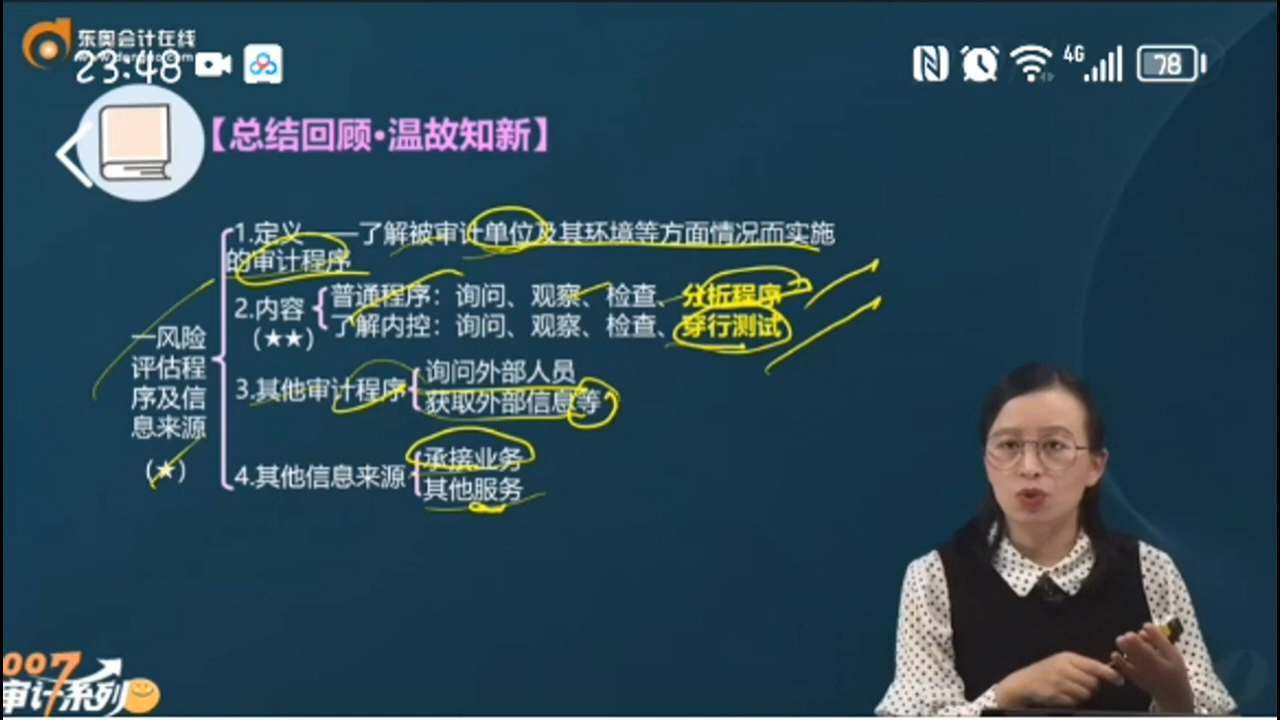 东奥会计在线
23:48
4G
78
【总结回顾·温故知新】
1.定义——了解被审计单位及其环境等方面情况而实施
的审计程序
2.内容
(★★)
普通程序：询问、观察、检查、分析程序
了解内控：询问、观察、检查、穿行测试
一风险
评估程
序及信
息来源
(★)
3.其他审计程序
询问外部人员
获取外部信息等
4.其他信息来源
承接业务
其他服务
007
审计系列